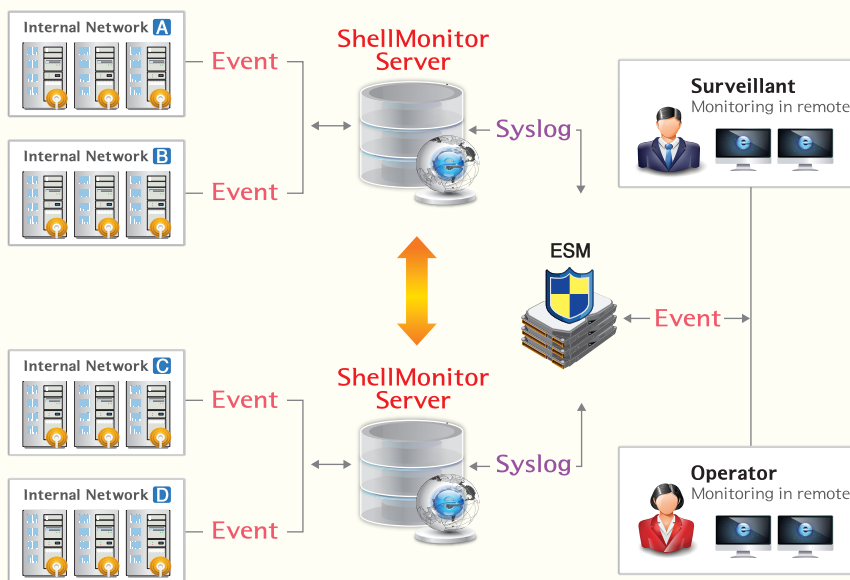 Internal Network A
Event
Internal Network B
Event
ShellMonitor
Server
Syslog
Surveillant
Monitoring in remote
ESM
Event
Internal Network C
Event
Internal Network D
Event
ShellMonitor
Server
Syslog
Operator
Monitoring in remote